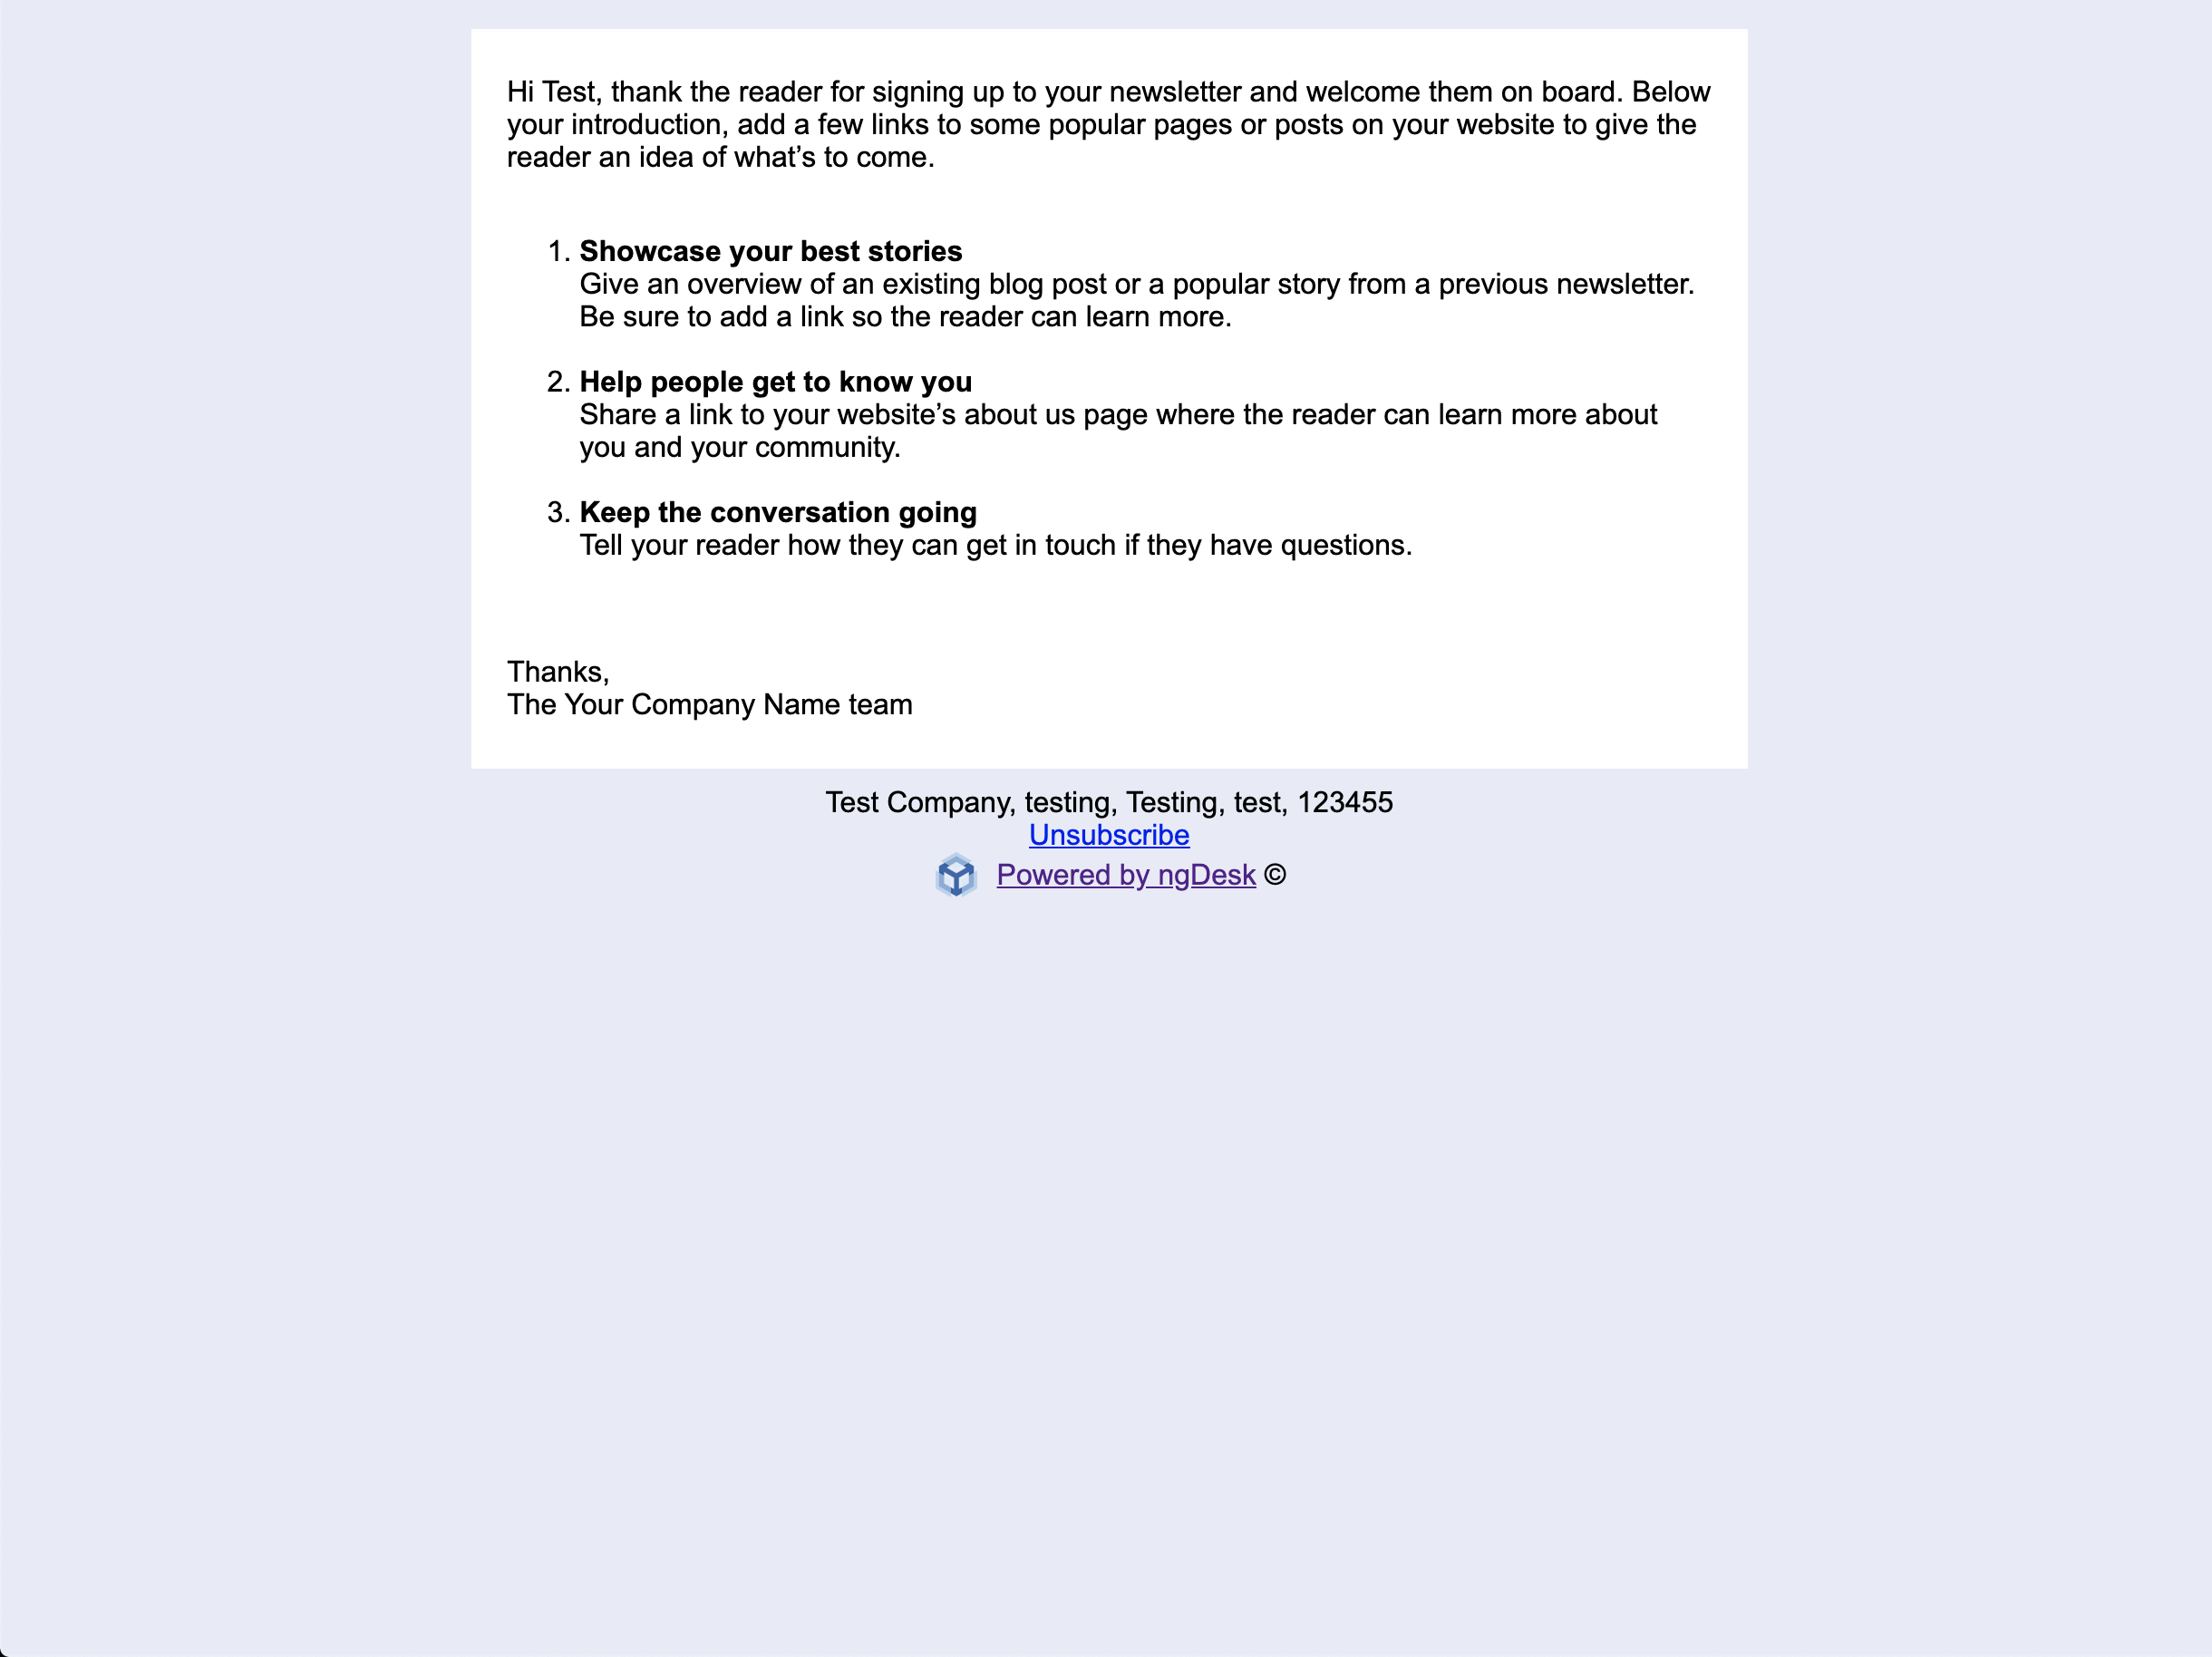 Hi Test, thank the reader for signing up to your newsletter and welcome them on board. Below
your introduction, add a few links to some popular pages or posts on your website to give the
reader an idea of what’s to come.
1. Showcase your best stories
Give an overview of an existing blog post or a popular story from a previous newsletter.
Be sure to add a link so the reader can learn more.
2. Help people get to know you
Share a link to your website’s about us page where the reader can learn more about
you and your community.
3. Keep the conversation going
Tell your reader how they can get in touch if they have questions.
Thanks,
The Your Company Name team
Test Company, testing, Testing, test, 123455
Unsubscribe
Powered by ngDesk ©